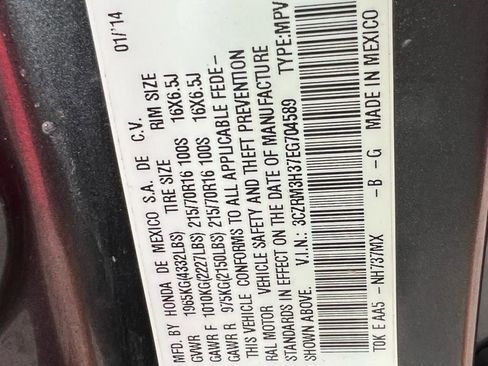 MFD. BY HONDA DE MEXICO S.A. DE C.V. 01/'14
1965KG(4332LBS) TIRE SIZE RIM SIZE
GVWR
GAWR F 1010KG(2227LBS) 215/70R16 100S 16X6.5J
GAWR R 975KG(2150LBS) 215/70R16 100S 16X6.5J
THIS VEHICLE CONFORMS TO ALL APPLICABLE FEDE-
RAL MOTOR VEHICLE SAFETY AND THEFT PREVENTION
STANDARDS IN EFFECT ON THE DATE OF MANUFACTURE
SHOWN ABOVE. V.I.N: 3CZRM3H37EG704589 TYPE:MPV
T0K E AA5 -NH737MX -B -G MADE IN MEXICO